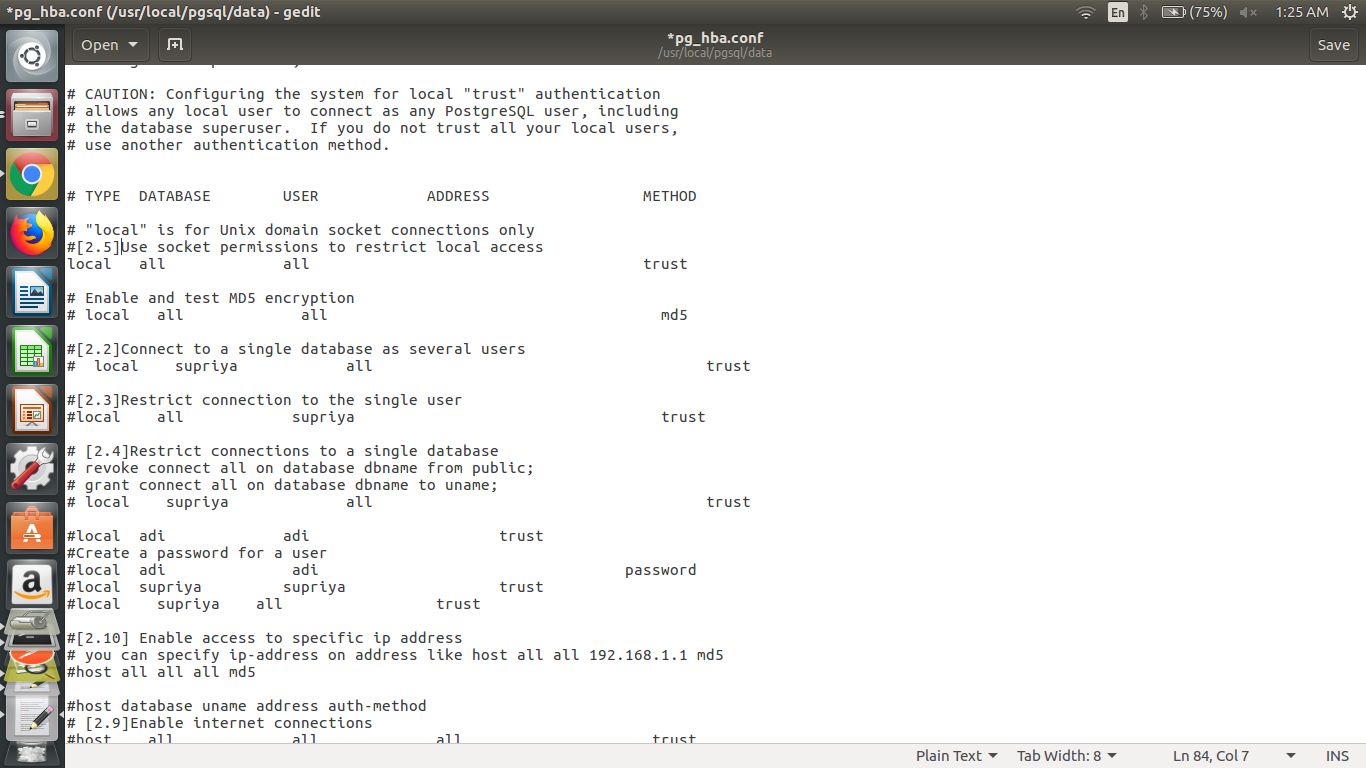 *pg_hba.conf (/usr/local/pgsql/data) - gedit
En
(75%)
1:25 AM
Open
*pg_hba.conf
/usr/local/pgsql/data
Save
# CAUTION: Configuring the system for local "trust" authentication
# allows any local user to connect as any PostgreSQL user, including
# the database superuser.  If you do not trust all your local users,
# use another authentication method.
# TYPE  DATABASE        USER            ADDRESS                 METHOD
# "local" is for Unix domain socket connections only
#[2.5]Use socket permissions to restrict local access
local   all             all                                     trust
# Enable and test MD5 encryption
# local   all             all                                     md5
#[2.2]Connect to a single database as several users
#  local    supriya            all                                     trust
#[2.3]Restrict connection to the single user
#local    all            supriya                                  trust
# [2.4]Restrict connections to a single database
# revoke connect all on database dbname from public;
# grant connect all on database dbname to uname;
# local    supriya             all                                     trust
#local  adi             adi                     trust
#Create a password for a user
#local  adi              adi                                  password
#local  supriya         supriya                 trust
#local    supriya    all                 trust
#[2.10] Enable access to specific ip address
# you can specify ip-address on address like host all all 192.168.1.1 md5
#host all all all md5
#host database uname address auth-method
# [2.9]Enable internet connections
#host    all             all             all                     trust
Plain Text
Tab Width: 8
Ln 84, Col 7
INS